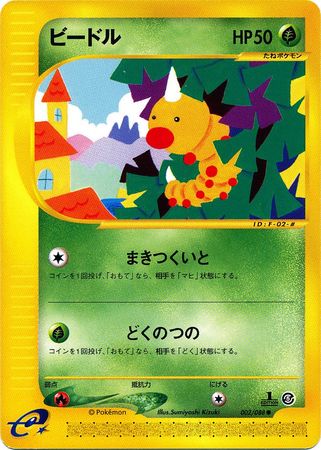 ビードル HP50
たねポケモン
ID:F-02-#
まきつくいと
コインを1回投げ、「おもて」なら、相手を「マヒ」状態にする。
どくのつの
コインを1回投げ、「おもて」なら、相手を「どく」状態にする。
弱点 抵抗力 にげる
©Pokémon Illus.Sumiyoshi Kizuki 002/088 1 EDITION
e